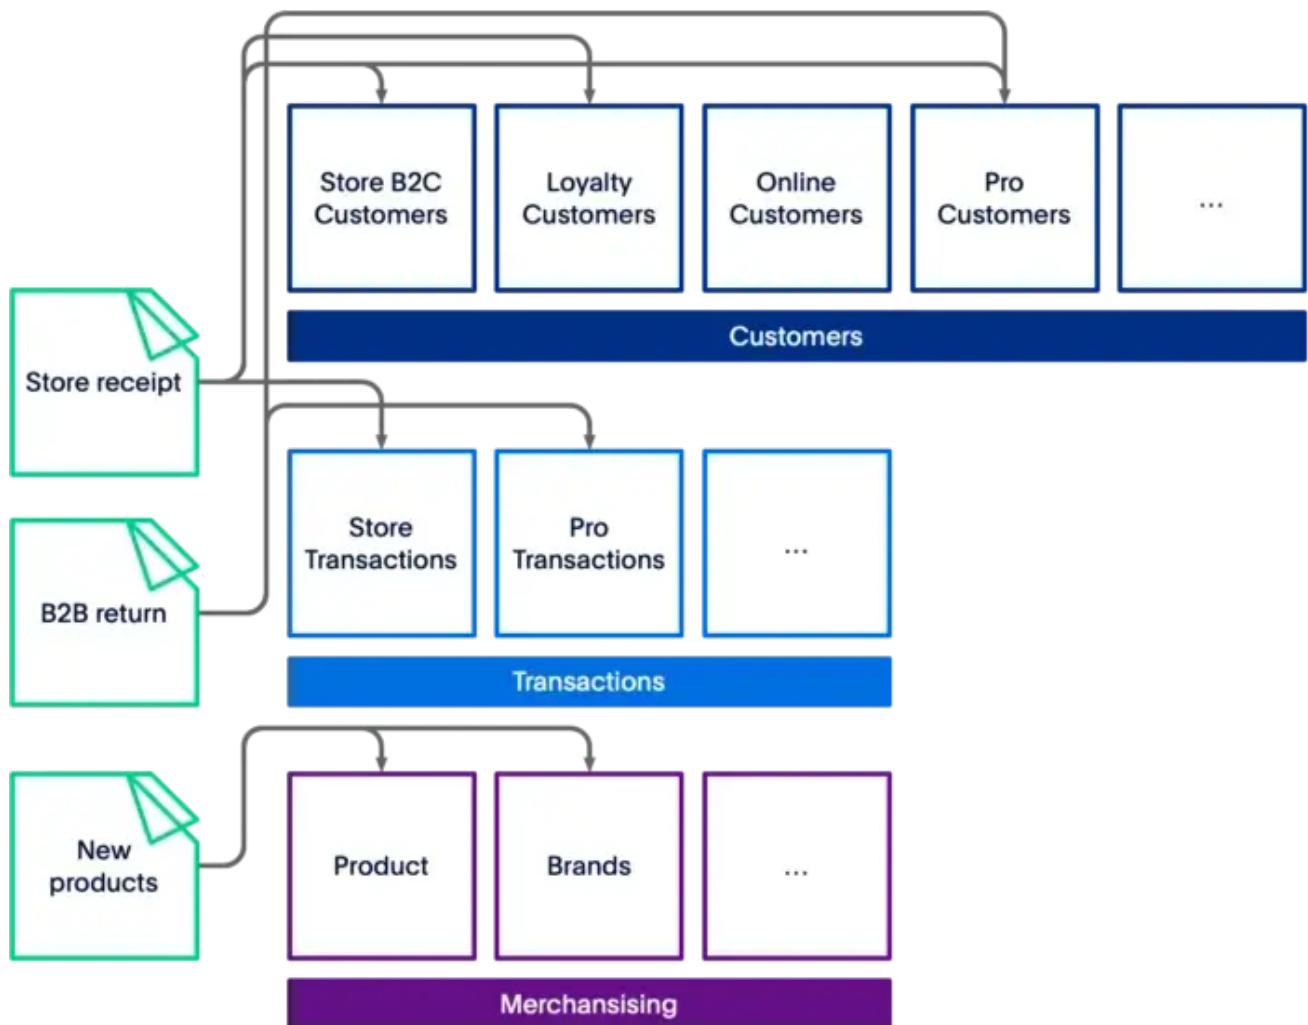 Store B2C
Customers
Loyalty
Customers
Online
Customers
Pro
Customers
...
Customers
Store receipt
Store
Transactions
Pro
Transactions
...
B2B return
Transactions
New
products
Product
Brands
...
Merchansising